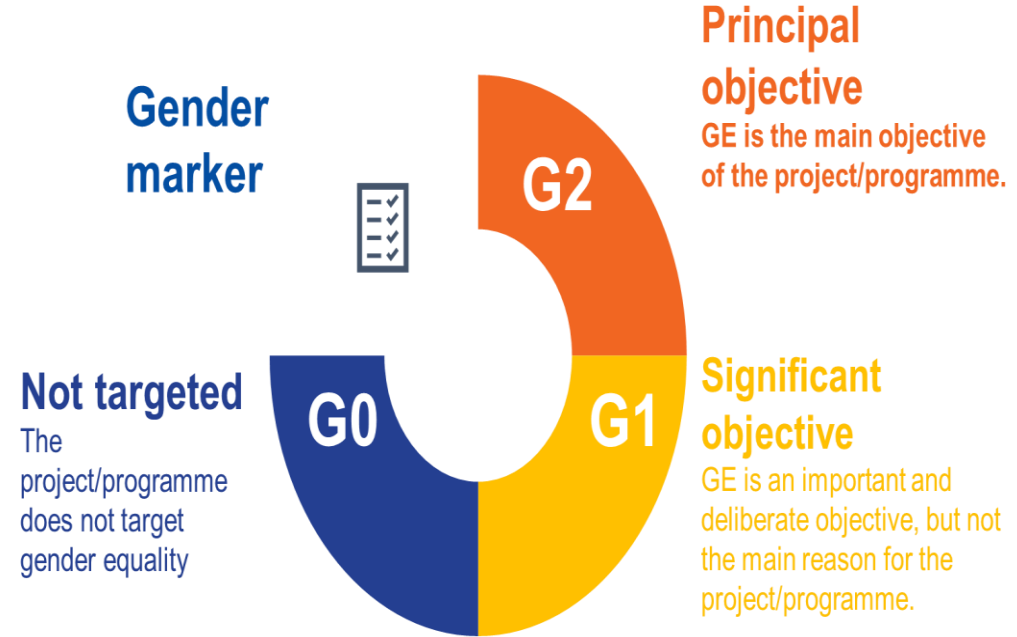 Gender
marker
G2
Principal
objective
GE is the main objective
of the project/programme.
Not targeted
The
project/programme
does not target
gender equality
G0
G1
Significant
objective
GE is an important and
deliberate objective, but not
the main reason for the
project/programme.